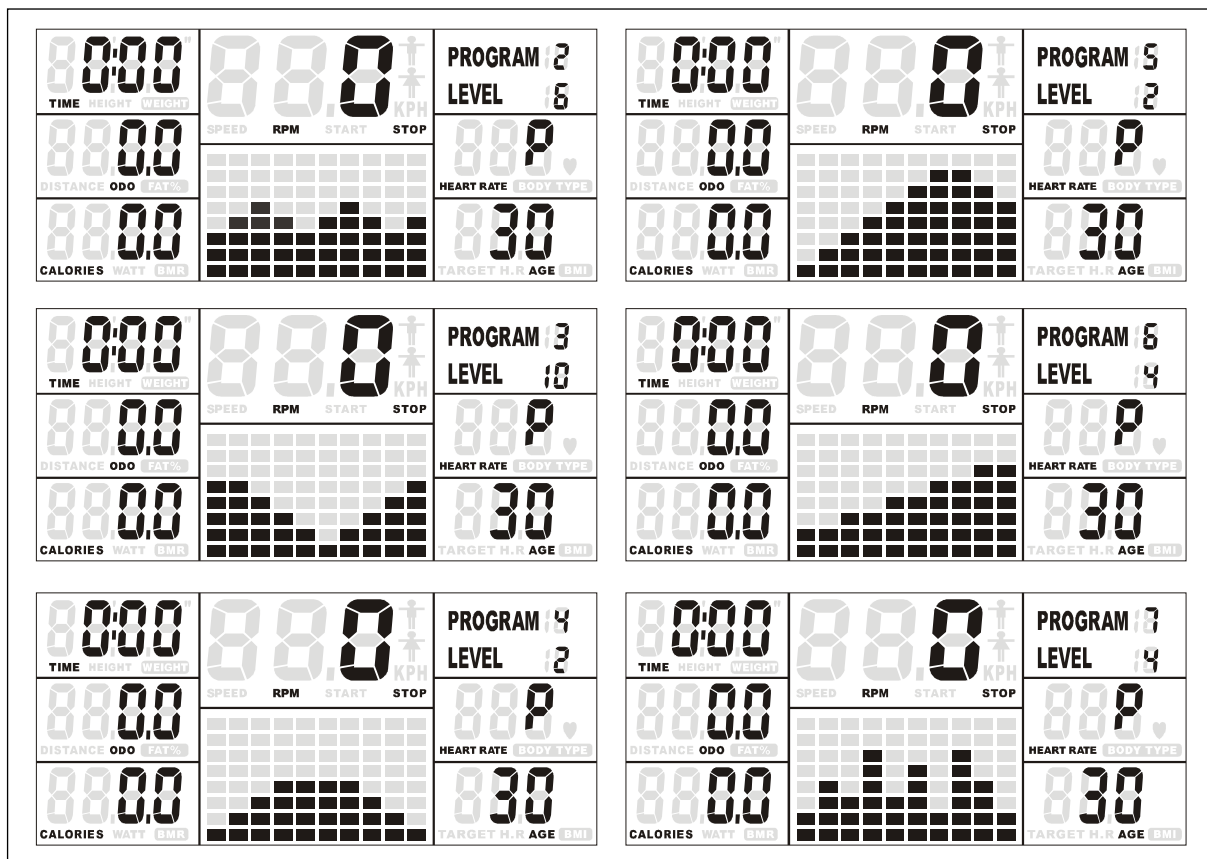 0:00 0 PROGRAM 2
TIME HEIGHT WEIGHT KPH LEVEL 6
0.0 SPEED RPM START STOP P
DISTANCE ODO FAT% HEART RATE BODY TYPE
0.0 30
CALORIES WATT BMR TARGET H.R AGE BMI
0:00 0 PROGRAM 5
TIME HEIGHT WEIGHT KPH LEVEL 2
0.0 SPEED RPM START STOP P
DISTANCE ODO FAT% HEART RATE BODY TYPE
0.0 30
CALORIES WATT BMR TARGET H.R AGE BMI
0:00 0 PROGRAM 3
TIME HEIGHT WEIGHT KPH LEVEL 10
0.0 SPEED RPM START STOP P
DISTANCE ODO FAT% HEART RATE BODY TYPE
0.0 30
CALORIES WATT BMR TARGET H.R AGE BMI
0:00 0 PROGRAM 6
TIME HEIGHT WEIGHT KPH LEVEL 4
0.0 SPEED RPM START STOP P
DISTANCE ODO FAT% HEART RATE BODY TYPE
0.0 30
CALORIES WATT BMR TARGET H.R AGE BMI
0:00 0 PROGRAM 4
TIME HEIGHT WEIGHT KPH LEVEL 2
0.0 SPEED RPM START STOP P
DISTANCE ODO FAT% HEART RATE BODY TYPE
0.0 30
CALORIES WATT BMR TARGET H.R AGE BMI
0:00 0 PROGRAM 7
TIME HEIGHT WEIGHT KPH LEVEL 4
0.0 SPEED RPM START STOP P
DISTANCE ODO FAT% HEART RATE BODY TYPE
0.0 30
CALORIES WATT BMR TARGET H.R AGE BMI